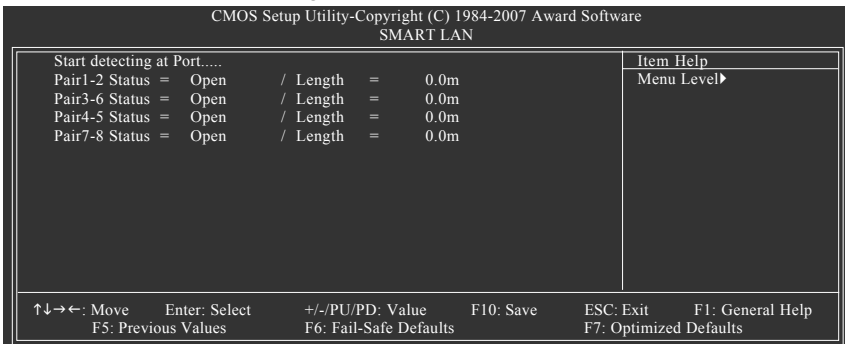 CMOS Setup Utility-Copyright (C) 1984-2007 Award Software
SMART LAN
Start detecting at Port.....
Pair1-2 Status = Open / Length = 0.0m
Pair3-6 Status = Open / Length = 0.0m
Pair4-5 Status = Open / Length = 0.0m
Pair7-8 Status = Open / Length = 0.0m
Item Help
Menu Level▶
↑↓→←: Move Enter: Select +/-/PU/PD: Value F10: Save ESC: Exit F1: General Help
F5: Previous Values F6: Fail-Safe Defaults F7: Optimized Defaults